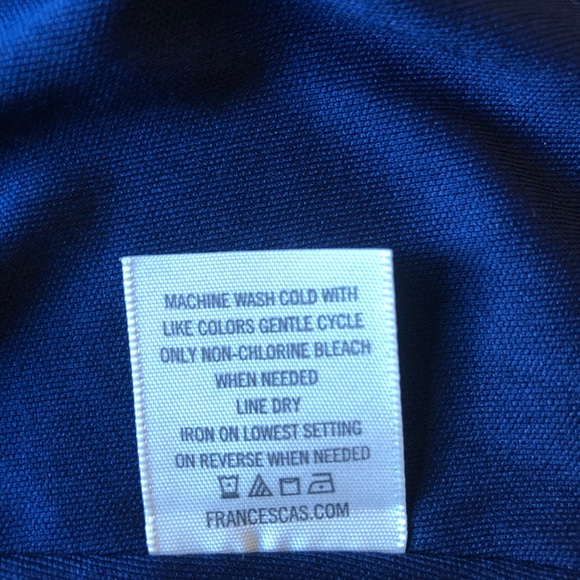 MACHINE WASH COLD WITH
LIKE COLORS GENTLE CYCLE
ONLY NON-CHLORINE BLEACH
WHEN NEEDED
LINE DRY
IRON ON LOWEST SETTING
ON REVERSE WHEN NEEDED
FRANCESCAS.COM